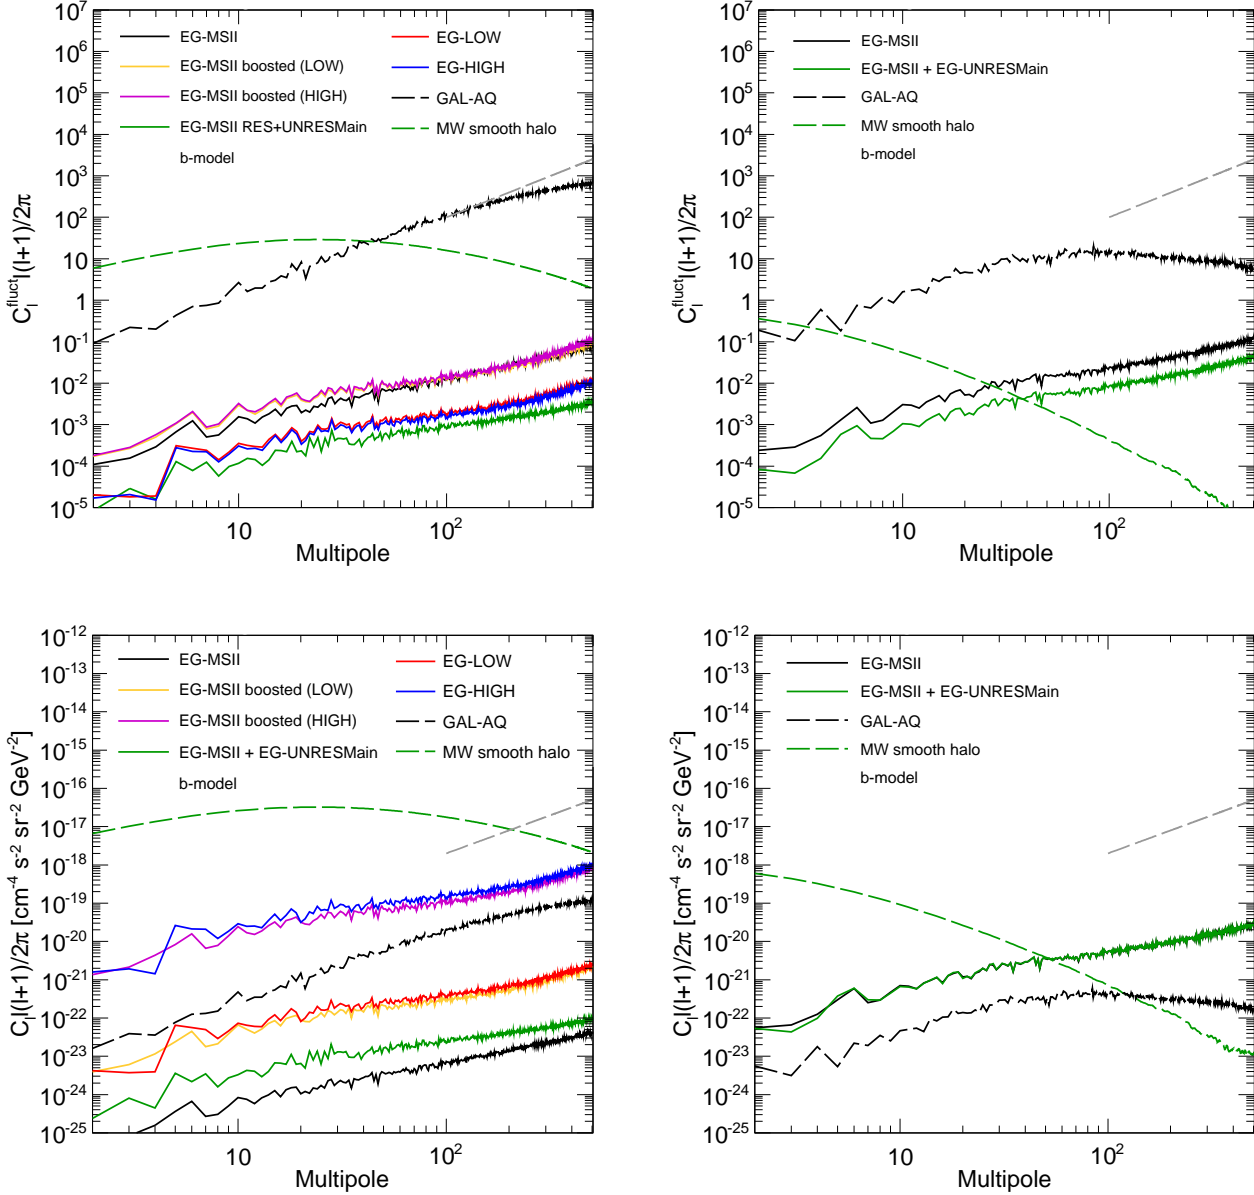 10^7
10^6
10^5
10^4
10^3
10^2
10
1
10^-1
10^-2
10^-3
10^-4
10^-5
C_l^fluct l(l+1)/2π
EG-MSII
EG-MSII boosted (LOW)
EG-MSII boosted (HIGH)
EG-MSII RES+UNRESMain
b-model
EG-LOW
EG-HIGH
GAL-AQ
MW smooth halo
10
10^2
Multipole
10^7
10^6
10^5
10^4
10^3
10^2
10
1
10^-1
10^-2
10^-3
10^-4
10^-5
C_l^fluct l(l+1)/2π
EG-MSII
EG-MSII + EG-UNRESMain
GAL-AQ
MW smooth halo
b-model
10
10^2
Multipole
10^-12
10^-13
10^-14
10^-15
10^-16
10^-17
10^-18
10^-19
10^-20
10^-21
10^-22
10^-23
10^-24
10^-25
C_l l(l+1)/2π [cm^-4 s^-2 sr^-2 GeV^-2]
EG-MSII
EG-MSII boosted (LOW)
EG-MSII boosted (HIGH)
EG-MSII + EG-UNRESMain
b-model
EG-LOW
EG-HIGH
GAL-AQ
MW smooth halo
10
10^2
Multipole
10^-12
10^-13
10^-14
10^-15
10^-16
10^-17
10^-18
10^-19
10^-20
10^-21
10^-22
10^-23
10^-24
10^-25
C_l l(l+1)/2π [cm^-4 s^-2 sr^-2 GeV^-2]
EG-MSII
EG-MSII + EG-UNRESMain
GAL-AQ
MW smooth halo
b-model
10
10^2
Multipole